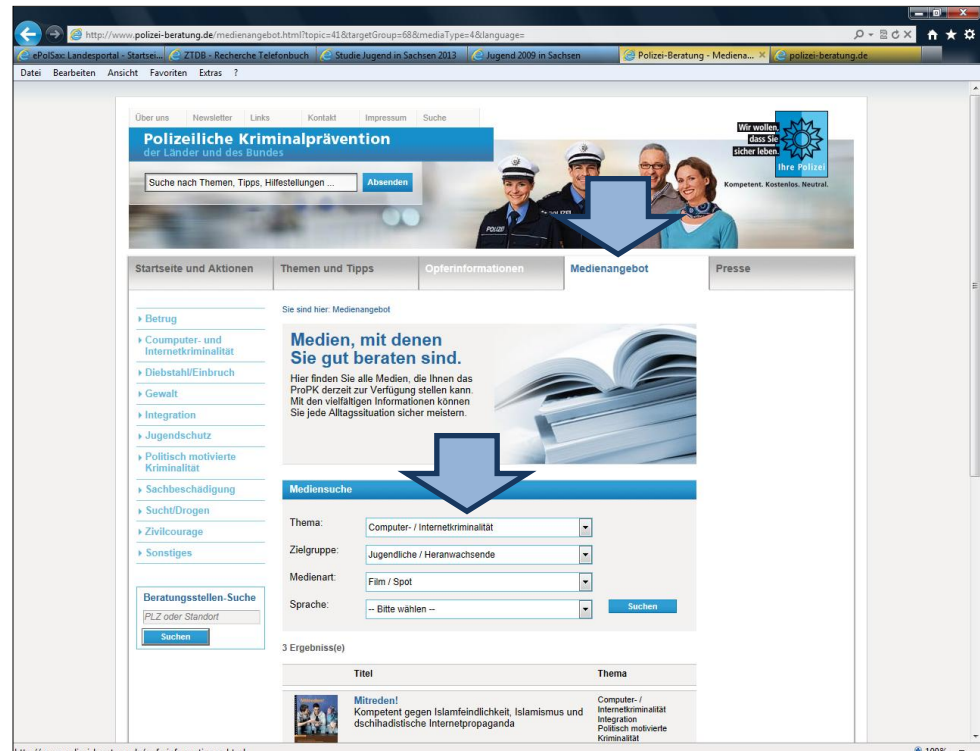 http://www.polizei-beratung.de/medienangebot.html?topic=41&targetGroup=68&mediaType=4&language=
ePolSax: Landesportal - Startsei...
ZTDB - Recherche Telefonbuch
Studie Jugend in Sachsen 2013
Jugend 2009 in Sachsen
Polizei-Beratung - Mediena...
polizei-beratung.de
Datei Bearbeiten Ansicht Favoriten Extras ?
Über uns Newsletter Links Kontakt Impressum Suche
Polizeiliche Kriminalprävention
der Länder und des Bundes
Suche nach Themen, Tipps, Hilfestellungen ... Absenden
POLIZEI
Wir wollen,
dass Sie
sicher leben.
Ihre Polizei
Kompetent. Kostenlos. Neutral.
Startseite und Aktionen Themen und Tipps Opferinformationen Medienangebot Presse
Betrug
Coumputer- und
Internetkriminalität
Diebstahl/Einbruch
Gewalt
Integration
Jugendschutz
Politisch motivierte
Kriminalität
Sachbeschädigung
Sucht/Drogen
Zivilcourage
Sonstiges
Beratungsstellen-Suche
PLZ oder Standort
Suchen
Sie sind hier: Medienangebot
Medien, mit denen
Sie gut beraten sind.
Hier finden Sie alle Medien, die Ihnen das
ProPK derzeit zur Verfügung stellen kann.
Mit den vielfältigen Informationen können
Sie jede Alltagssituation sicher meistern.
Mediensuche
Thema: Computer- / Internetkriminalität
Zielgruppe: Jugendliche / Heranwachsende
Medienart: Film / Spot
Sprache: -- Bitte wählen -- Suchen
3 Ergebniss(e)
Titel Thema
Mitreden!
Kompetent gegen Islamfeindlichkeit, Islamismus und
dschihadistische Internetpropaganda
Computer- /
Internetkriminalität
Integration
Politisch motivierte
Kriminalität
100%